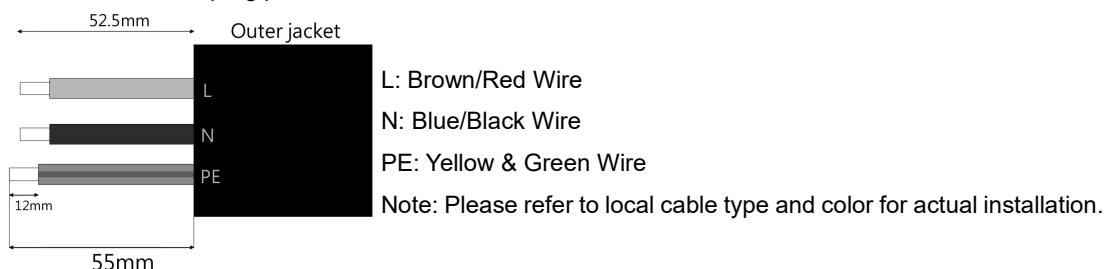 52.5mm
Outer jacket
L
L: Brown/Red Wire
N
N: Blue/Black Wire
PE
PE: Yellow & Green Wire
12mm
Note: Please refer to local cable type and color for actual installation.
55mm